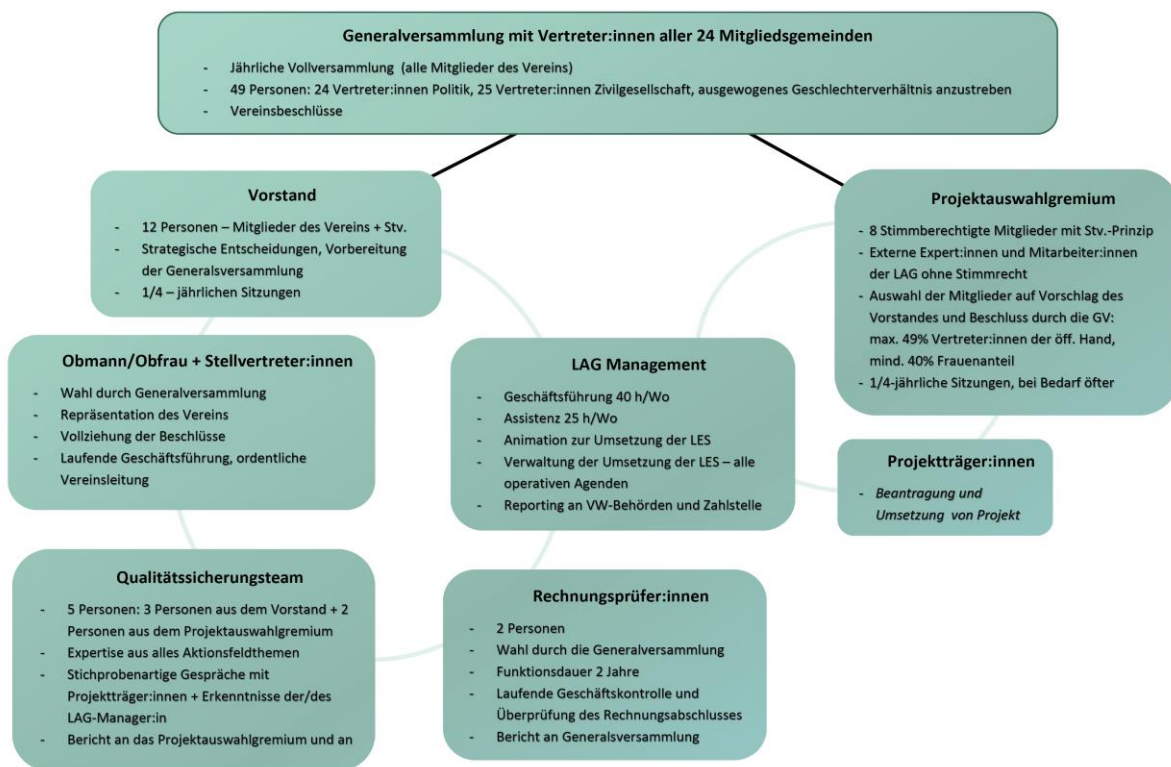 Generalversammlung mit Vertreter:innen aller 24 Mitgliedsgemeinden
- Jährliche Vollversammlung (alle Mitglieder des Vereins)
- 49 Personen: 24 Vertreter:innen Politik, 25 Vertreter:innen Zivilgesellschaft, ausgewogenes Geschlechterverhältnis anzustreben
- Vereinsbeschlüsse
Vorstand
- 12 Personen – Mitglieder des Vereins + Stv.
- Strategische Entscheidungen, Vorbereitung
der Generalsversammlung
- 1/4 – jährlichen Sitzungen
Projektauswahlgremium
- 8 Stimmberechtigte Mitglieder mit Stv.-Prinzip
- Externe Expert:innen und Mitarbeiter:innen
der LAG ohne Stimmrecht
- Auswahl der Mitglieder auf Vorschlag des
Vorstandes und Beschluss durch die GV:
max. 49% Vertreter:innen der öff. Hand,
mind. 40% Frauenanteil
- 1/4-jährliche Sitzungen, bei Bedarf öfter
Obmann/Obfrau + Stellvertreter:innen
- Wahl durch Generalversammlung
- Repräsentation des Vereins
- Vollziehung der Beschlüsse
- Laufende Geschäftsführung, ordentliche
Vereinsleitung
LAG Management
- Geschäftsführung 40 h/Wo
- Assistenz 25 h/Wo
- Animation zur Umsetzung der LES
- Verwaltung der Umsetzung der LES – alle
operativen Agenden
- Reporting an VW-Behörden und Zahlstelle
Projektträger:innen
- Beantragung und
Umsetzung von Projekt
Qualitätssicherungsteam
- 5 Personen: 3 Personen aus dem Vorstand + 2
Personen aus dem Projektauswahlgremium
- Expertise aus alles Aktionsfeldthemen
- Stichprobenartige Gespräche mit
Projektträger:innen + Erkenntnisse der/des
LAG-Manager:in
- Bericht an das Projektauswahlgremium und an
Rechnungsprüfer:innen
- 2 Personen
- Wahl durch die Generalversammlung
- Funktionsdauer 2 Jahre
- Laufende Geschäftskontrolle und
Überprüfung des Rechnungsabschlusses
- Bericht an Generalsversammlung